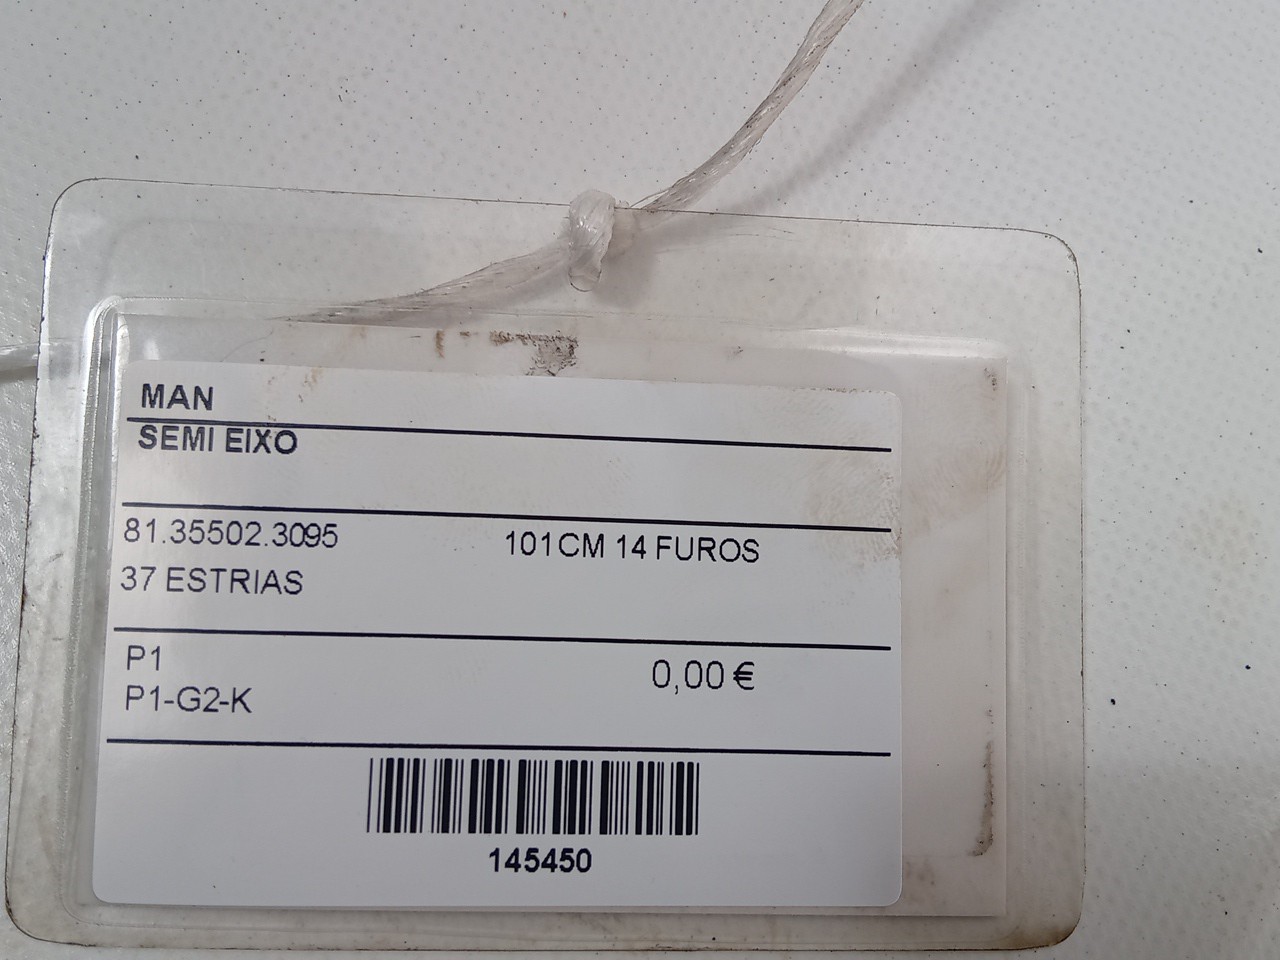 MAN
SEMI EIXO
81.35502.3095 101CM 14 FUROS
37 ESTRIAS
P1 0,00 €
P1-G2-K
145450